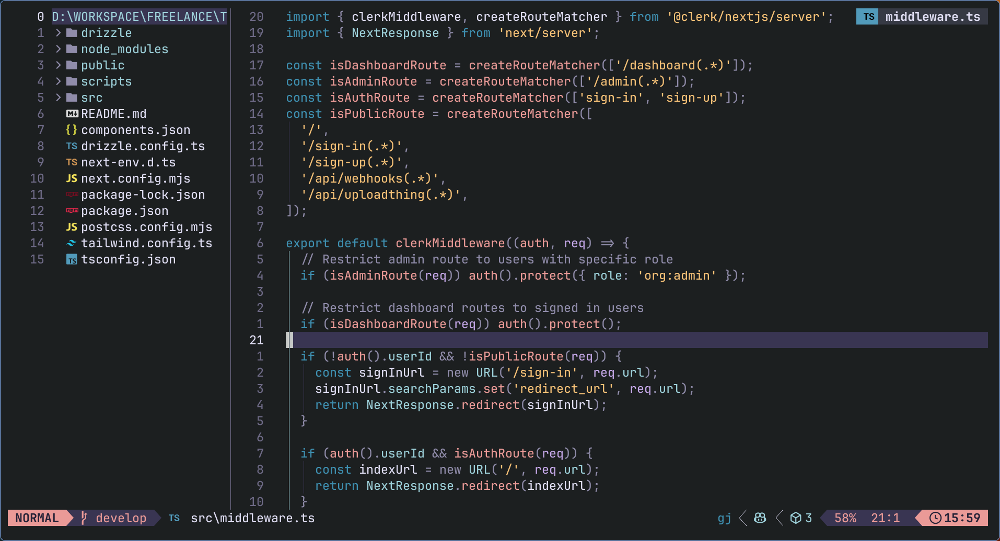 0 D:\WORKSPACE\FREELANCE\T
1 drizzle
2 node_modules
3 public
4 scripts
5 src
6 README.md
7 {} components.json
8 TS drizzle.config.ts
9 TS next-env.d.ts
10 JS next.config.mjs
11 package-lock.json
12 package.json
13 JS postcss.config.mjs
14 tailwind.config.ts
15 TS tsconfig.json
TS middleware.ts
20 import { clerkMiddleware, createRouteMatcher } from '@clerk/nextjs/server';
19 import { NextResponse } from 'next/server';
18
17 const isDashboardRoute = createRouteMatcher(['/dashboard(.*)']);
16 const isAdminRoute = createRouteMatcher(['/admin(.*)']);
15 const isAuthRoute = createRouteMatcher(['sign-in', 'sign-up']);
14 const isPublicRoute = createRouteMatcher([
13 '/',
12 '/sign-in(.*)',
11 '/sign-up(.*)',
10 '/api/webhooks(.*)',
9 '/api/uploadthing(.*)',
8 ]);
7
6 export default clerkMiddleware((auth, req) => {
5 // Restrict admin route to users with specific role
4 if (isAdminRoute(req)) auth().protect({ role: 'org:admin' });
3
2 // Restrict dashboard routes to signed in users
1 if (isDashboardRoute(req)) auth().protect();
21
1 if (!auth().userId && !isPublicRoute(req)) {
2 const signInUrl = new URL('/sign-in', req.url);
3 signInUrl.searchParams.set('redirect_url', req.url);
4 return NextResponse.redirect(signInUrl);
5 }
6
7 if (auth().userId && isAuthRoute(req)) {
8 const indexUrl = new URL('/', req.url);
9 return NextResponse.redirect(indexUrl);
10 }
NORMAL develop TS src\middleware.ts gj 3 58% 21:1 15:59